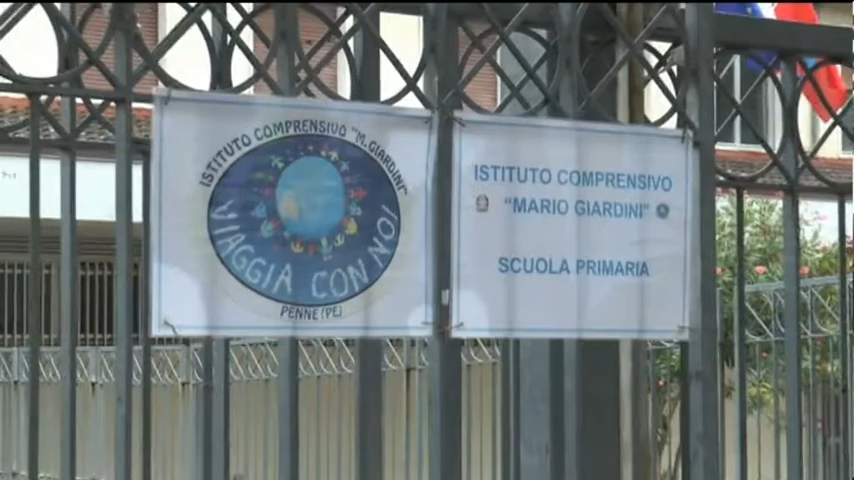 ISTITUTO COMPRENSIVO "M. GIARDINI"
VIAGGIA CON NOI
PENNE (PE)
ISTITUTO COMPRENSIVO
"MARIO GIARDINI"
SCUOLA PRIMARIA